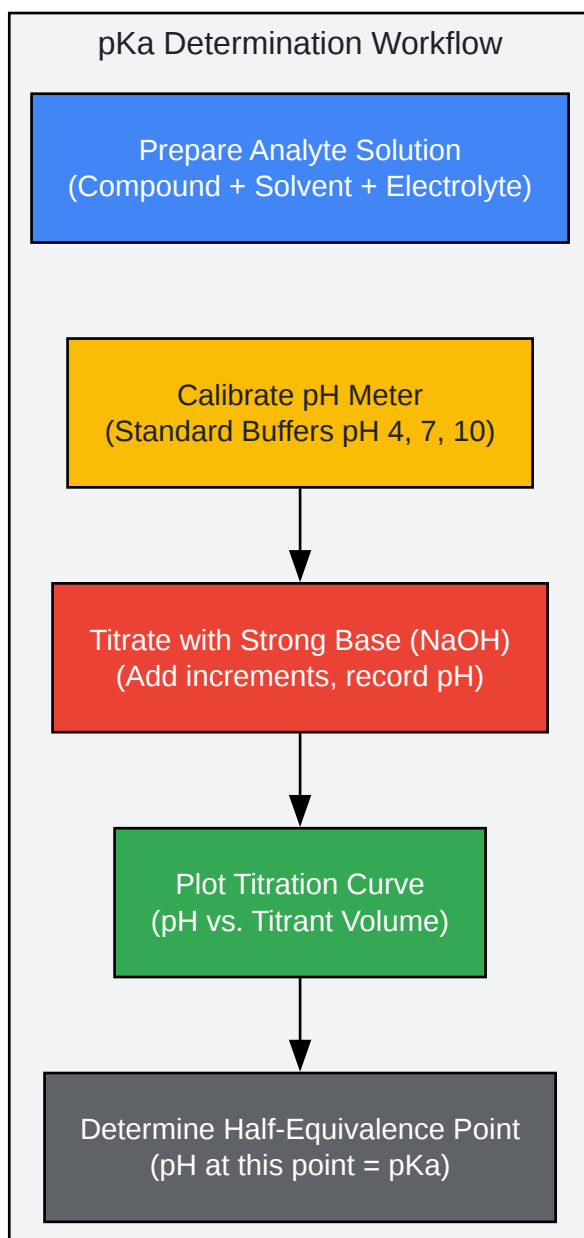 pKa Determination Workflow
Prepare Analyte Solution
(Compound + Solvent + Electrolyte)
Calibrate pH Meter
(Standard Buffers pH 4, 7, 10)
Titrate with Strong Base (NaOH)
(Add increments, record pH)
Plot Titration Curve
(pH vs. Titrant Volume)
Determine Half-Equivalence Point
(pH at this point = pKa)